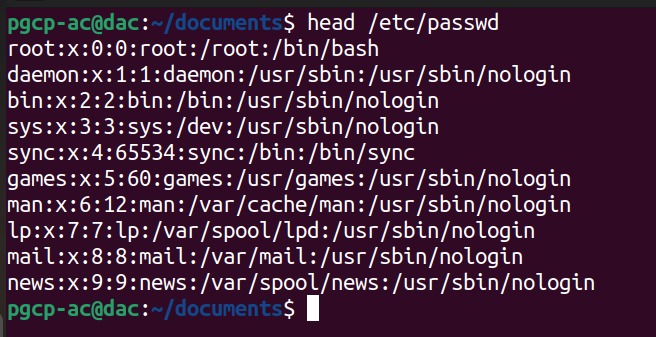 pgcp-ac@dac:~/documents$ head /etc/passwd
root:x:0:0:root:/root:/bin/bash
daemon:x:1:1:daemon:/usr/sbin:/usr/sbin/nologin
bin:x:2:2:bin:/bin:/usr/sbin/nologin
sys:x:3:3:sys:/dev:/usr/sbin/nologin
sync:x:4:65534:sync:/bin:/bin/sync
games:x:5:60:games:/usr/games:/usr/sbin/nologin
man:x:6:12:man:/var/cache/man:/usr/sbin/nologin
lp:x:7:7:lp:/var/spool/lpd:/usr/sbin/nologin
mail:x:8:8:mail:/var/mail:/usr/sbin/nologin
news:x:9:9:news:/var/spool/news:/usr/sbin/nologin
pgcp-ac@dac:~/documents$